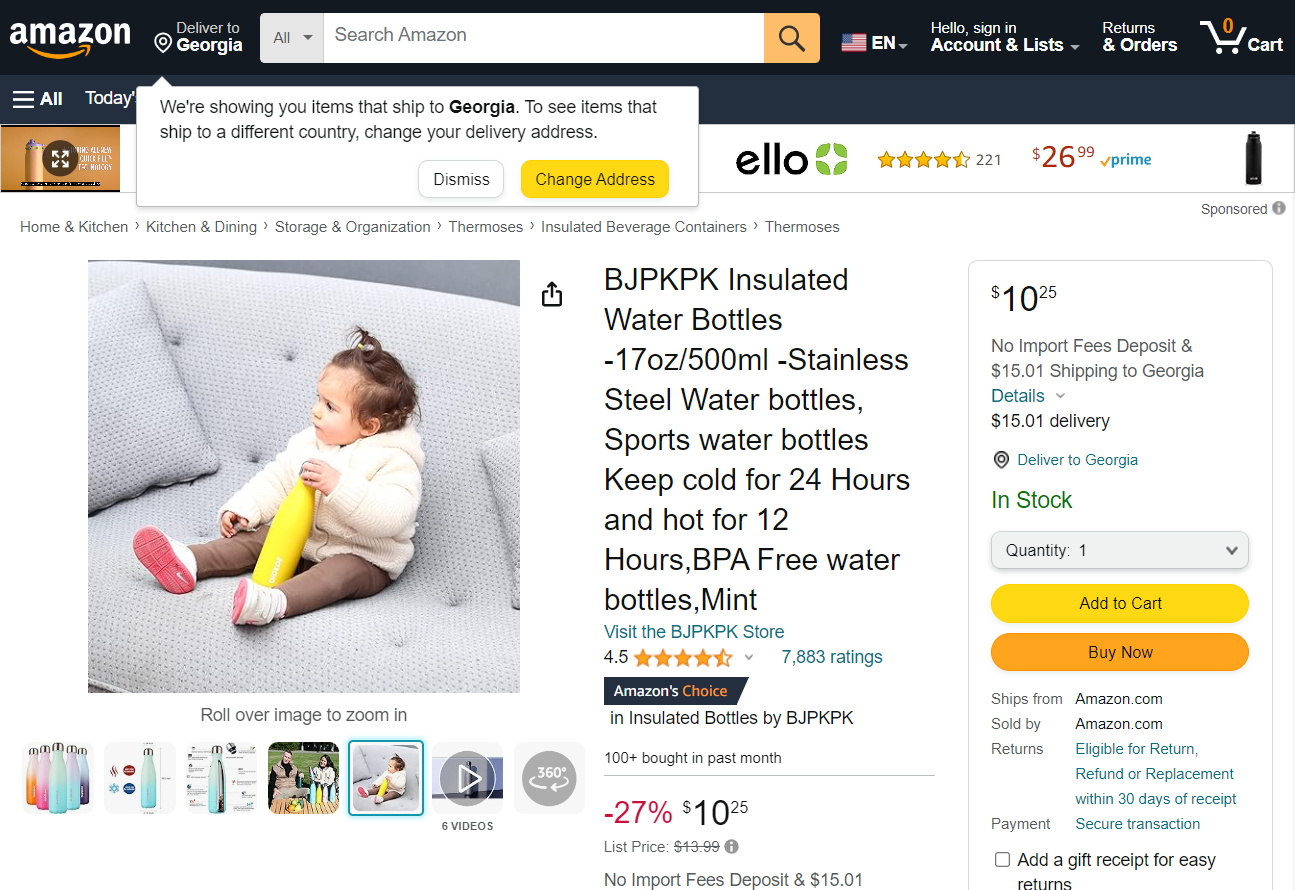 amazon
Deliver to
Georgia
All
Search Amazon
EN
Hello, sign in
Account & Lists
Returns
& Orders
0
Cart
All
Today'
We're showing you items that ship to Georgia. To see items that
ship to a different country, change your delivery address.
Dismiss
Change Address
ello
221
$26 99
prime
Sponsored
Home & Kitchen › Kitchen & Dining › Storage & Organization › Thermoses › Insulated Beverage Containers › Thermoses
BJPKPK Insulated
Water Bottles
-17oz/500ml -Stainless
Steel Water bottles,
Sports water bottles
Keep cold for 24 Hours
and hot for 12
Hours,BPA Free water
bottles,Mint
Visit the BJPKPK Store
4.5
7,883 ratings
Amazon's Choice
in Insulated Bottles by BJPKPK
100+ bought in past month
-27% $10 25
List Price: $13.99
No Import Fees Deposit & $15.01
BJPKPK
Roll over image to zoom in
360°
6 VIDEOS
$10 25
No Import Fees Deposit &
$15.01 Shipping to Georgia
Details
$15.01 delivery
Deliver to Georgia
In Stock
Quantity: 1
Add to Cart
Buy Now
Ships from Amazon.com
Sold by Amazon.com
Returns Eligible for Return,
Refund or Replacement
within 30 days of receipt
Payment Secure transaction
Add a gift receipt for easy
returns